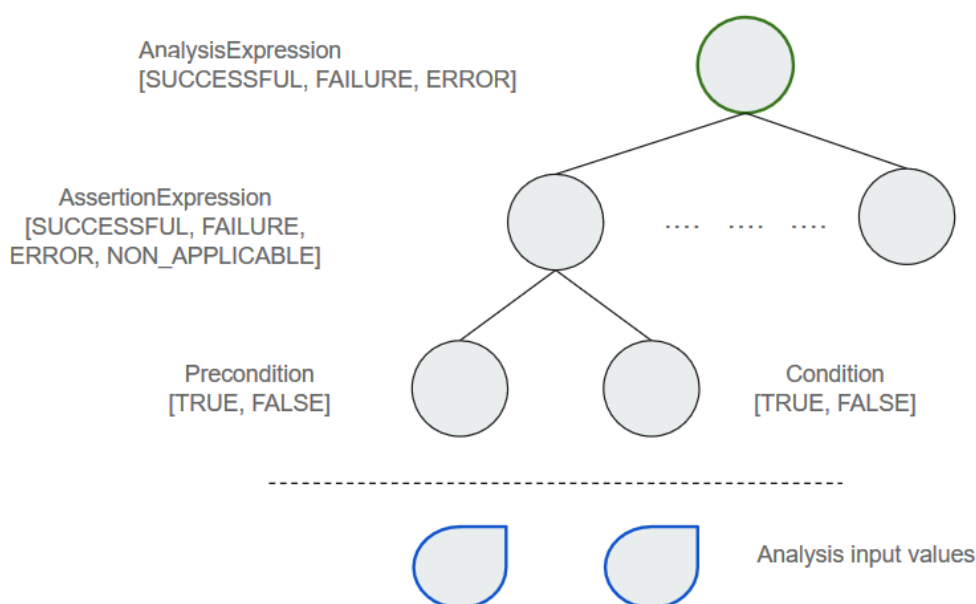 AnalysisExpression
[SUCCESSFUL, FAILURE, ERROR]
AssertionExpression
[SUCCESSFUL, FAILURE,
ERROR, NON_APPLICABLE]
.... .... ....
Precondition
[TRUE, FALSE]
Condition
[TRUE, FALSE]
Analysis input values